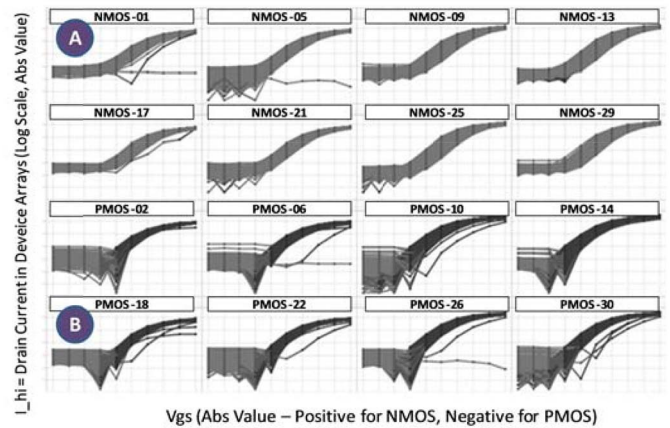 I_hi = Drain Current in Deveice Arrays (Log Scale, Abs Value)
A
NMOS-01 NMOS-05 NMOS-09 NMOS-13
NMOS-17 NMOS-21 NMOS-25 NMOS-29
PMOS-02 PMOS-06 PMOS-10 PMOS-14
PMOS-18 PMOS-22 PMOS-26 PMOS-30
B
Vgs (Abs Value – Positive for NMOS, Negative for PMOS)